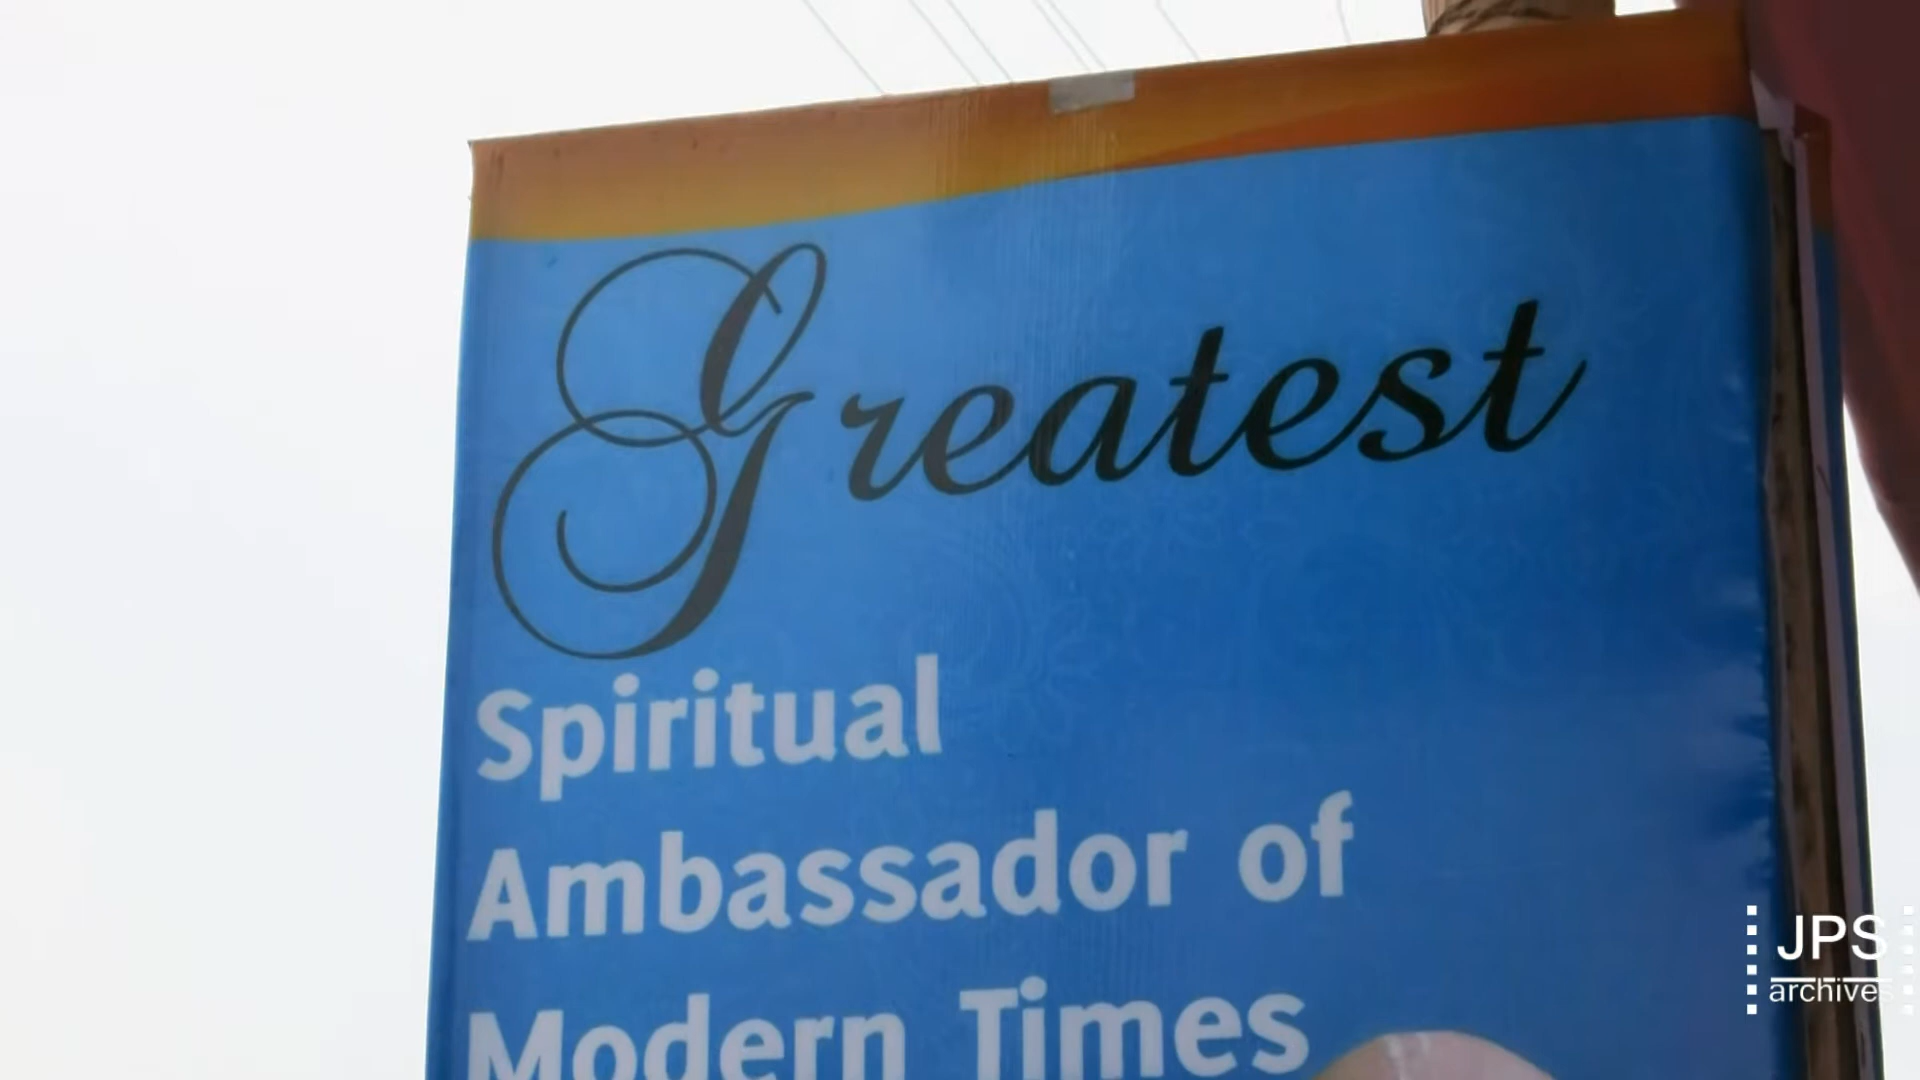 Greatest
Spiritual
Ambassador of
Modern Times
JPS
archives